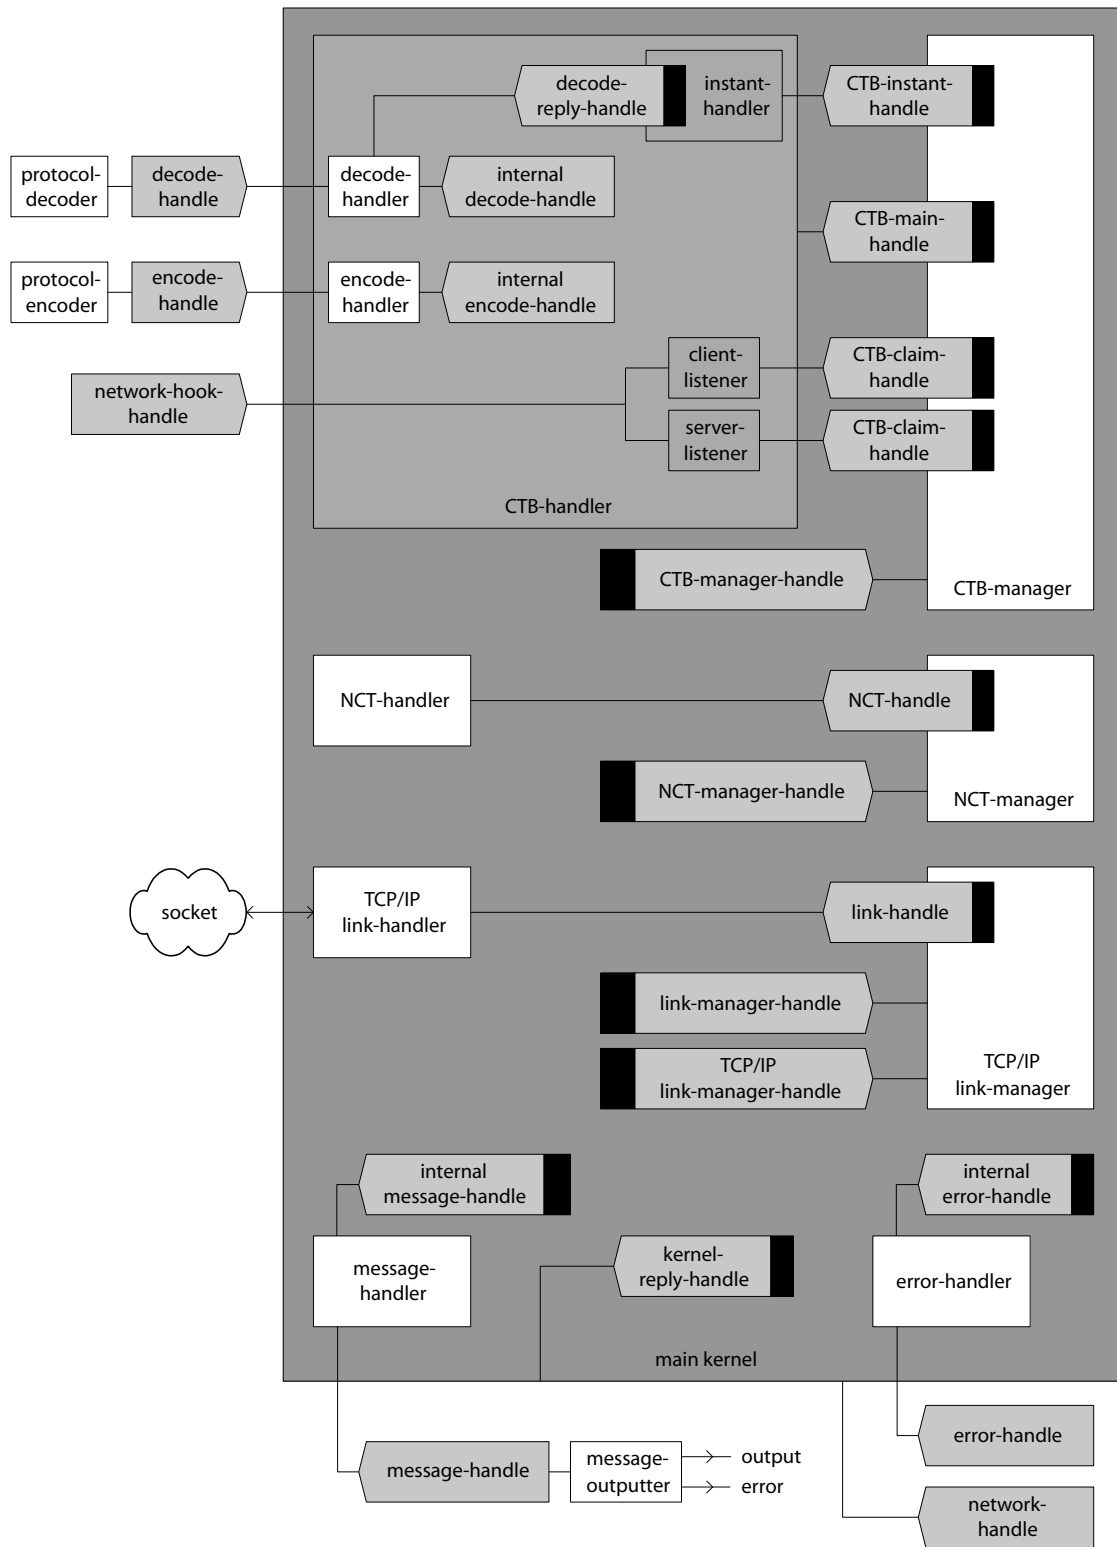 decode-
reply-handle
instant-
handler
CTB-instant-
handle
protocol-
decoder
decode-
handle
decode-
handler
internal
decode-handle
CTB-main-
handle
protocol-
encoder
encode-
handle
encode-
handler
internal
encode-handle
client-
listener
CTB-claim-
handle
network-hook-
handle
server-
listener
CTB-claim-
handle
CTB-handler
CTB-manager-handle
CTB-manager
NCT-handler
NCT-handle
NCT-manager-handle
NCT-manager
socket
TCP/IP
link-handler
link-handle
link-manager-handle
TCP/IP
link-manager-handle
TCP/IP
link-manager
internal
message-handle
internal
error-handle
message-
handler
kernel-
reply-handle
error-handler
main kernel
error-handle
message-handle
message-
outputter
output
error
network-
handle